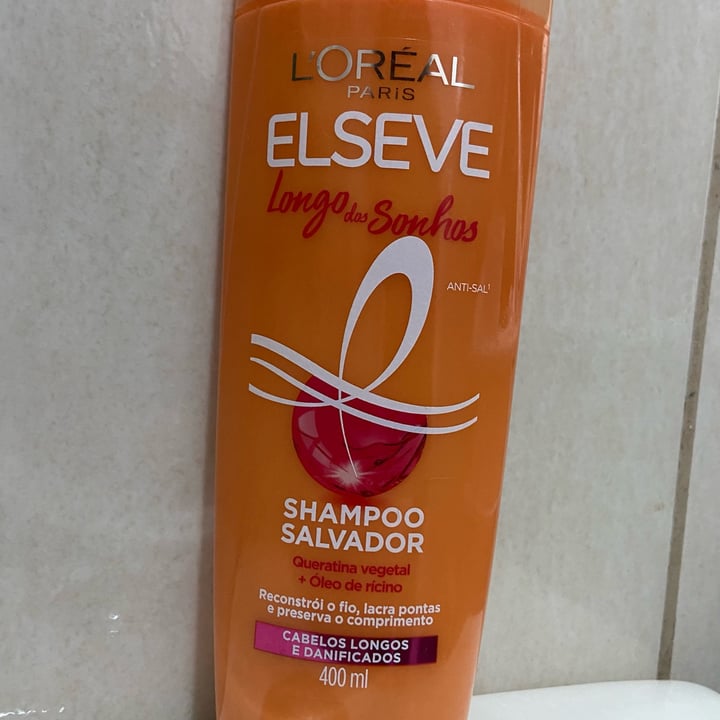 L'ORÉAL
PARiS
ELSEVE
Longo dos Sonhos
ANTI-SAL¹
SHAMPOO
SALVADOR
Queratina vegetal
+ Óleo de rícino
Reconstrói o fio, lacra pontas
e preserva o comprimento
CABELOS LONGOS
E DANIFICADOS
400 ml